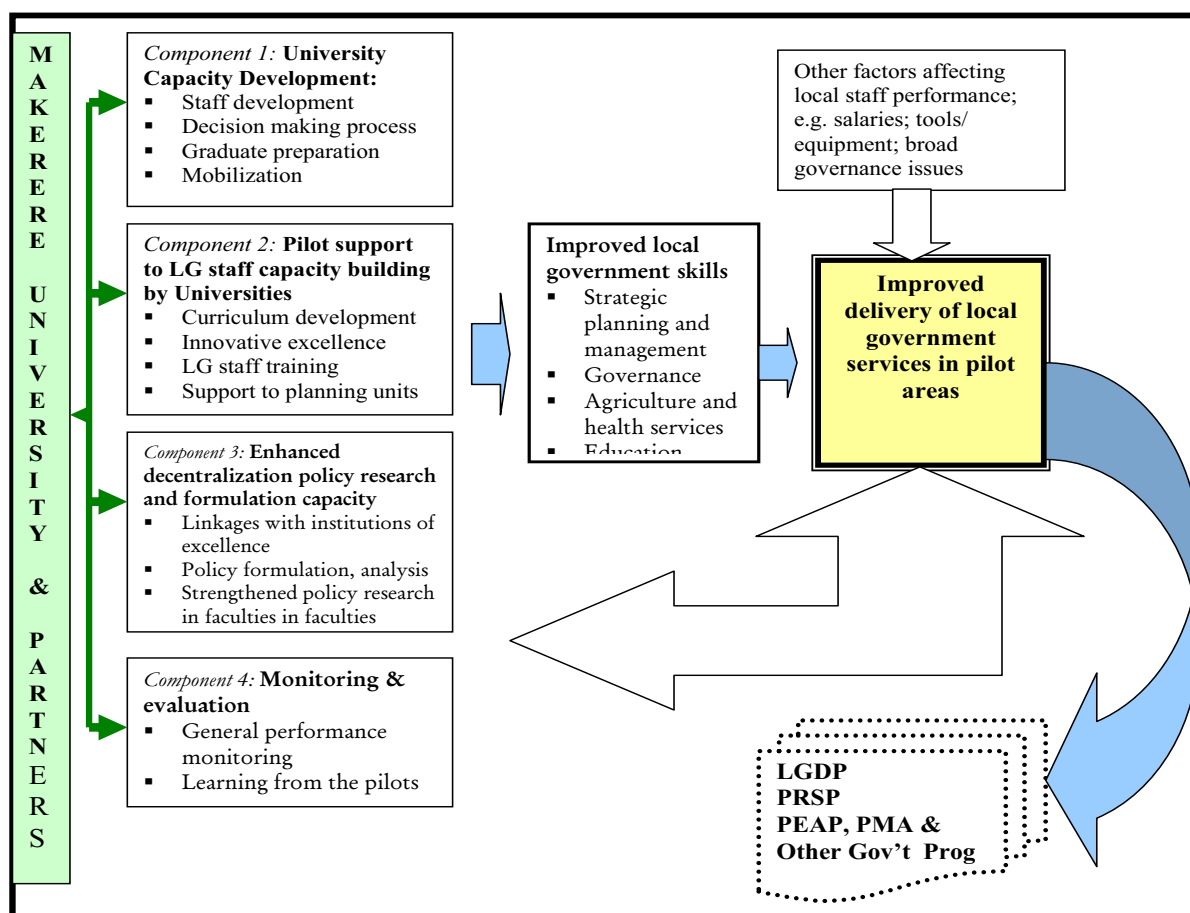 MAKERERE UNIVERSITY & PARTNERS
Component 1: University
Capacity Development:
▪ Staff development
▪ Decision making process
▪ Graduate preparation
▪ Mobilization
Component 2: Pilot support
to LG staff capacity building
by Universities
▪ Curriculum development
▪ Innovative excellence
▪ LG staff training
▪ Support to planning units
Component 3: Enhanced
decentralization policy research
and formulation capacity
▪ Linkages with institutions of
excellence
▪ Policy formulation, analysis
▪ Strengthened policy research
in faculties in faculties
Component 4: Monitoring &
evaluation
▪ General performance
monitoring
▪ Learning from the pilots
Improved local
government skills
▪ Strategic
planning and
management
▪ Governance
▪ Agriculture and
health services
▪ Education
Other factors affecting
local staff performance;
e.g. salaries; tools/
equipment; broad
governance issues
Improved
delivery of local
government
services in pilot
areas
LGDP
PRSP
PEAP, PMA &
Other Gov't Prog